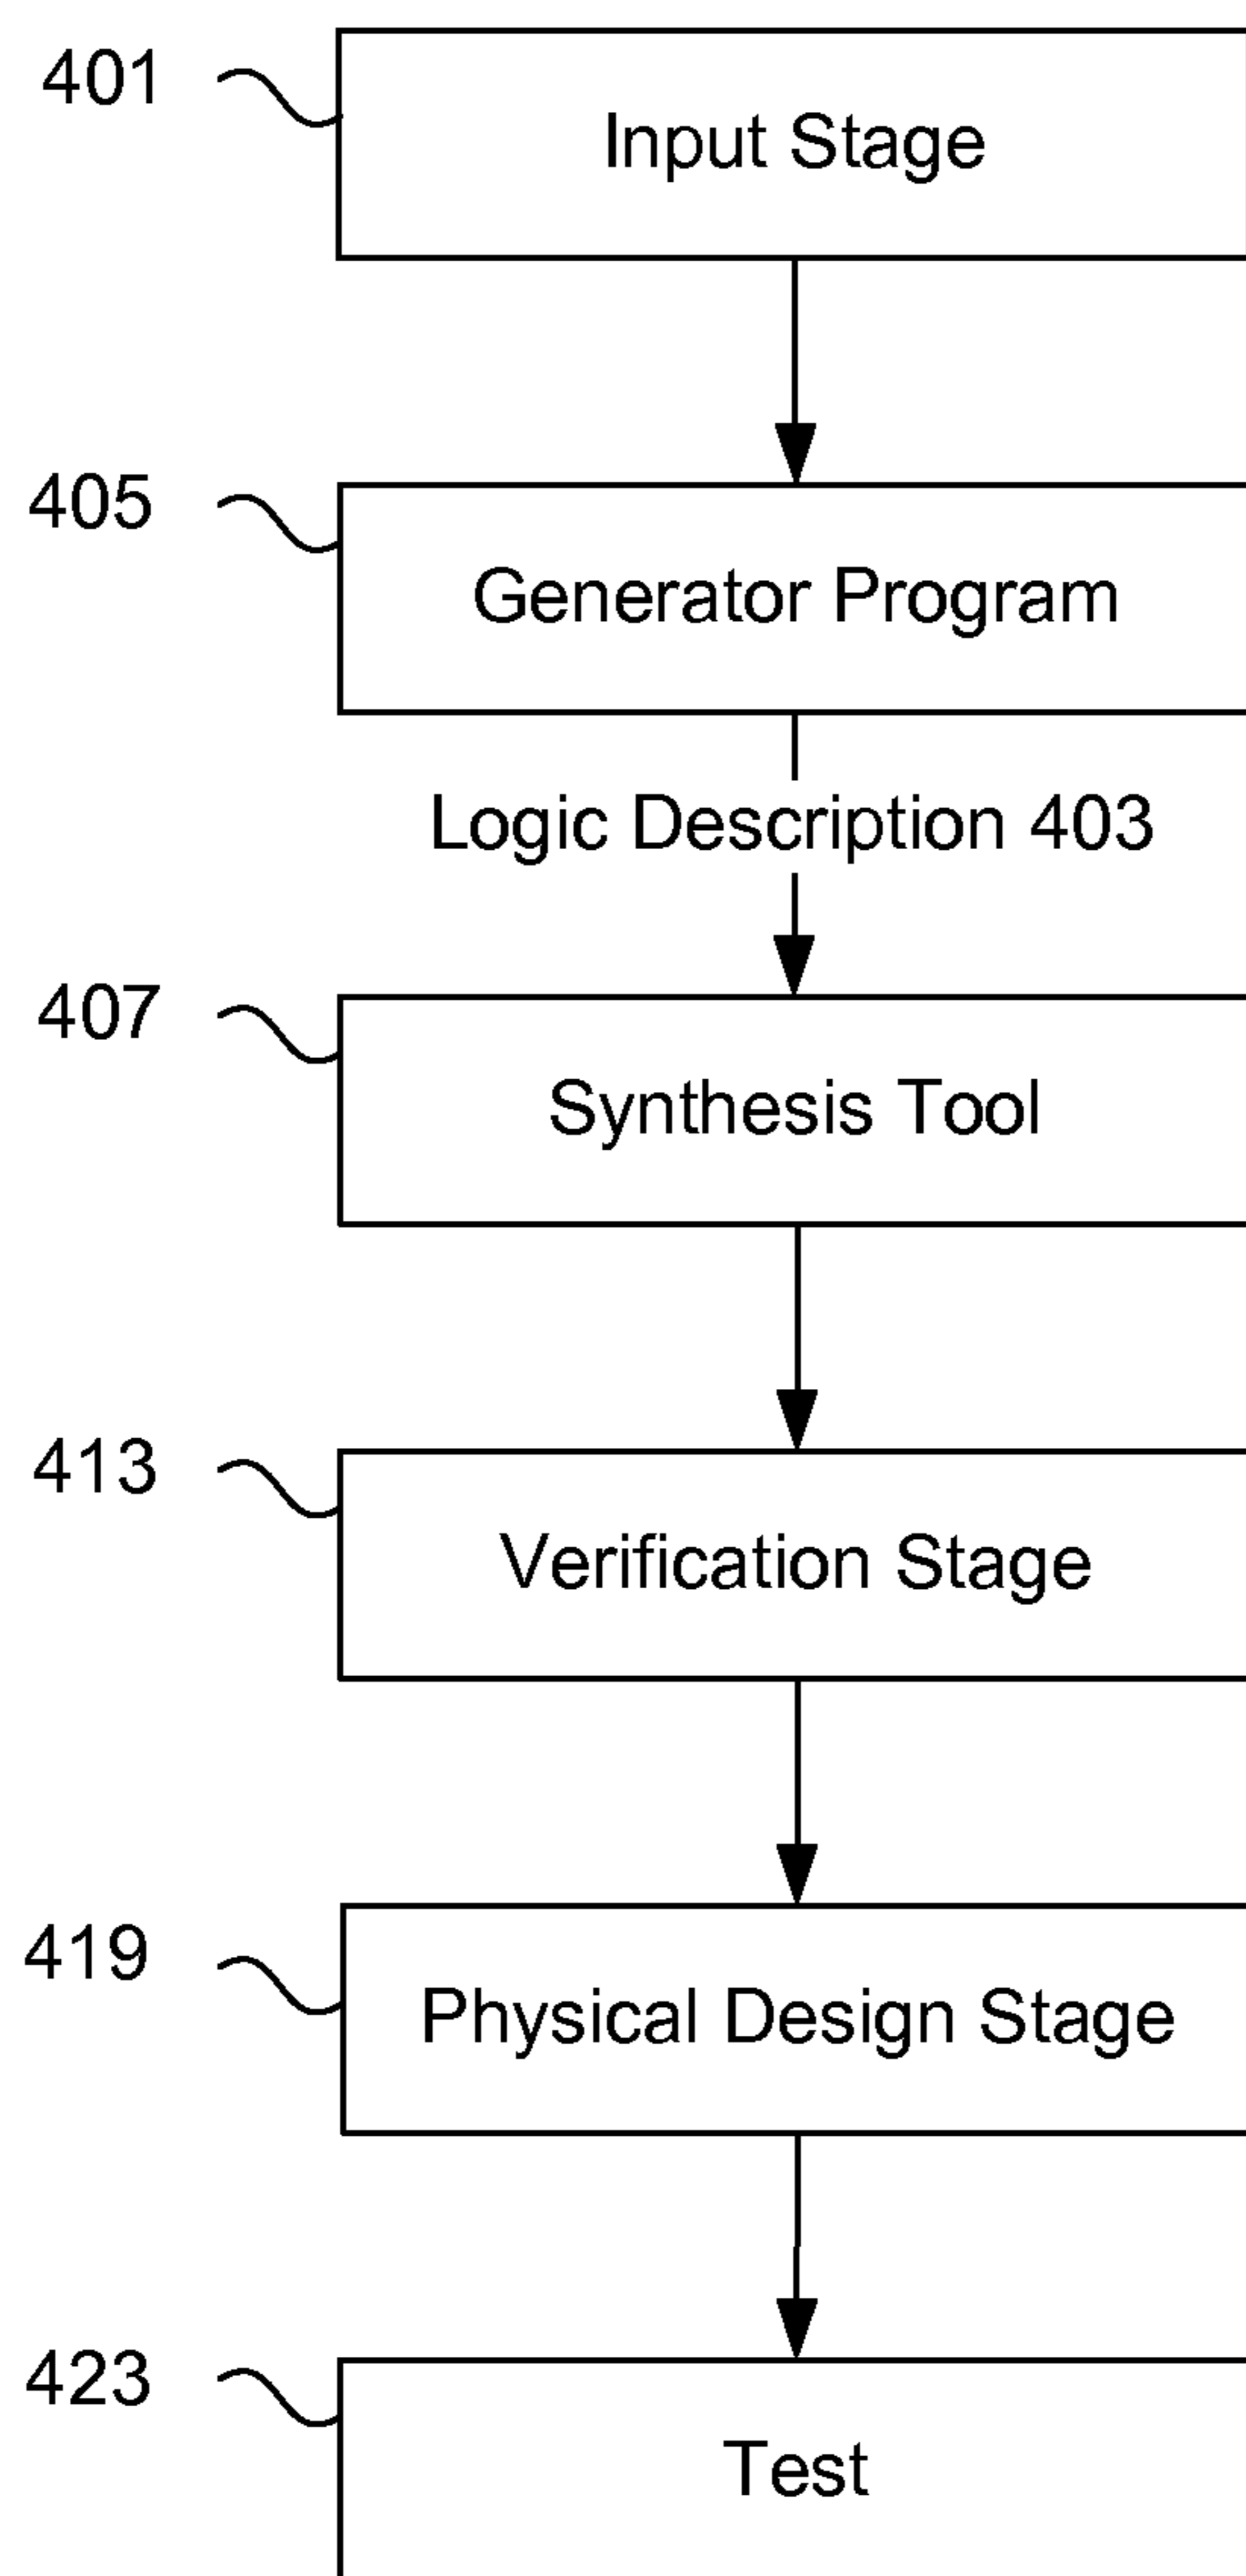 401
Input Stage
405
Generator Program
Logic Description 403
407
Synthesis Tool
413
Verification Stage
419
Physical Design Stage
423
Test